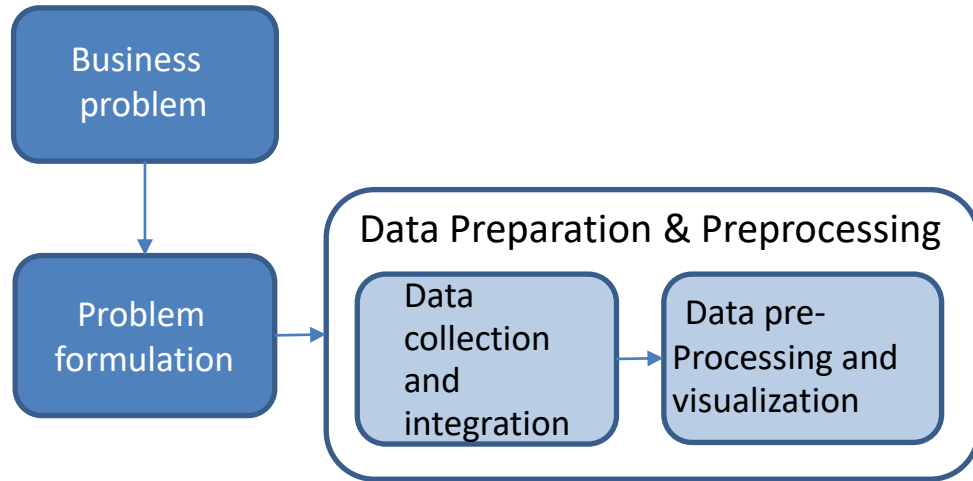 Business
problem
Problem
formulation
Data Preparation & Preprocessing
Data
collection
and
integration
Data pre-
Processing and
visualization